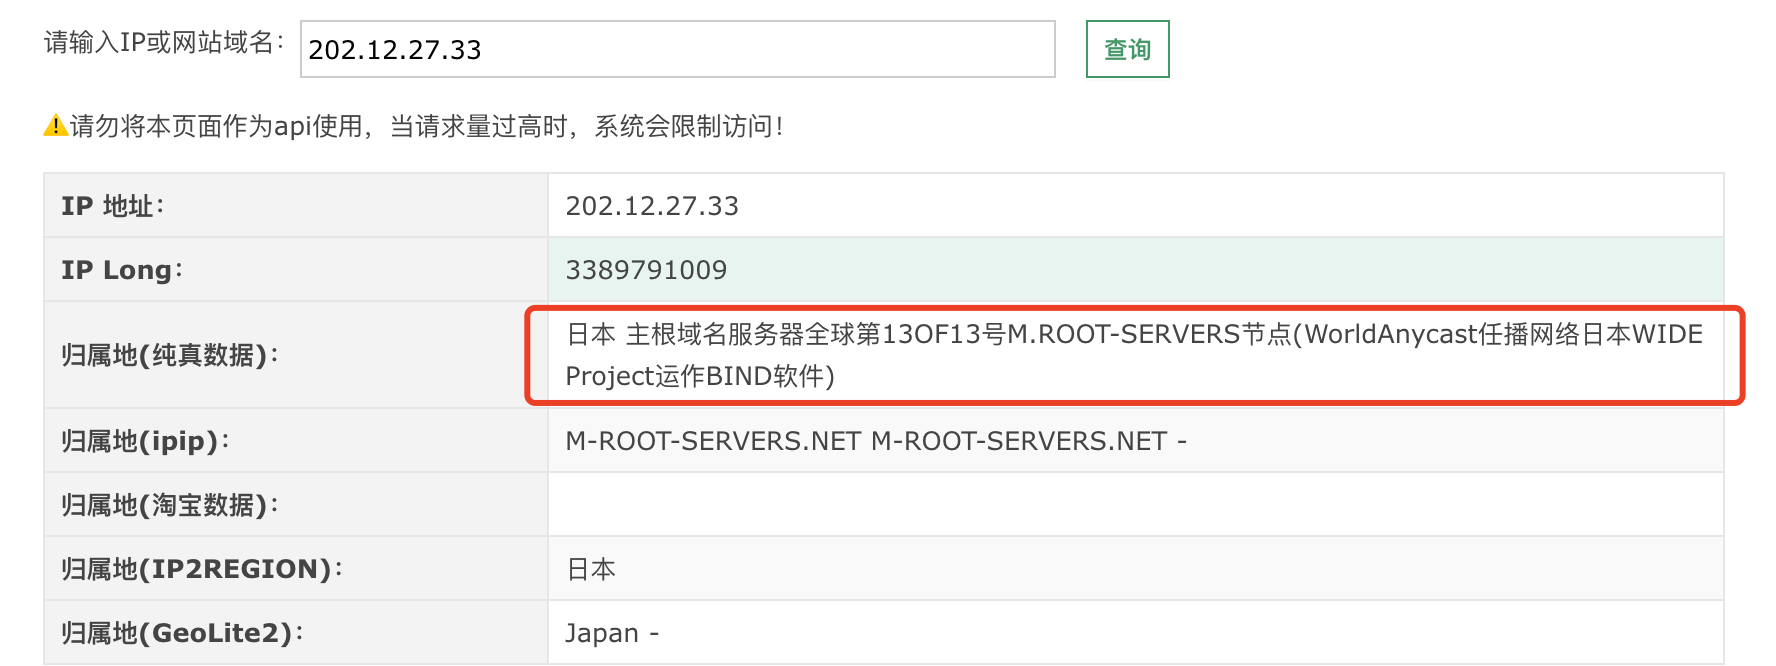 请输入IP或网站域名：
202.12.27.33
查询
请勿将本页面作为api使用，当请求量过高时，系统会限制访问！
IP 地址：
202.12.27.33
IP Long：
3389791009
归属地(纯真数据)：
日本 主根域名服务器全球第13OF13号M.ROOT-SERVERS节点(WorldAnycast任播网络日本WIDE
Project运作BIND软件)
归属地(ipip)：
M-ROOT-SERVERS.NET M-ROOT-SERVERS.NET -
归属地(淘宝数据)：
归属地(IP2REGION)：
日本
归属地(GeoLite2)：
Japan -